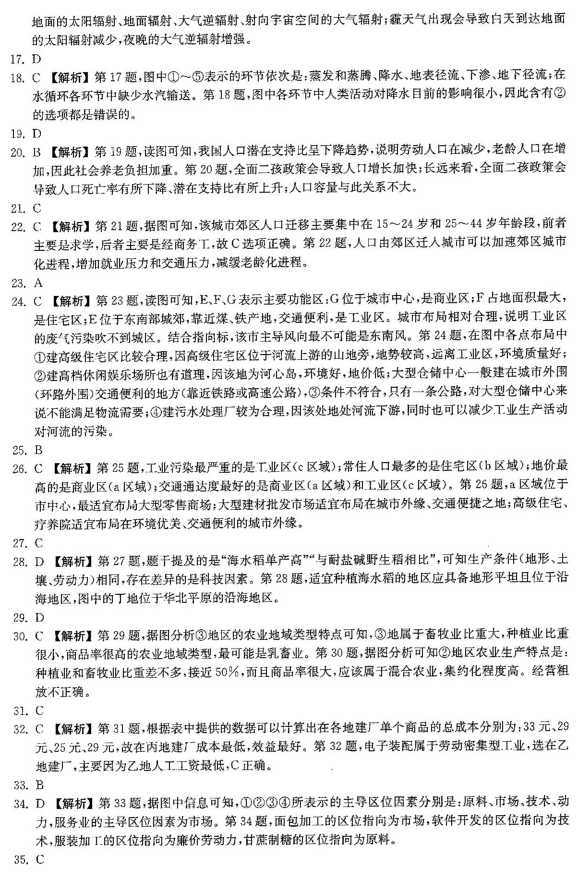 地面的太阳辐射、地面辐射、大气逆辐射、射向宇宙空间的大气辐射;霾天气出现会导致白天到达地面
的太阳辐射减少,夜晚的大气逆辐射增强。
17. D
18. C 【解析】第17题,图中①～⑤表示的环节依次是:蒸发和蒸腾、降水、地表径流、下渗、地下径流;在
水循环各环节中缺少水汽输送。第18题,图中各环节中人类活动对降水目前的影响很小,因此含有②
的选项都是错误的。
19. D
20. B 【解析】第19题,读图可知,我国人口潜在支持比呈下降趋势,说明劳动人口在减少,老龄人口在增
加,因此社会养老负担加重。第20题,全面二孩政策会导致人口增长加快;长远来看,全面二孩政策会
导致人口死亡率有所下降、潜在支持比有所上升;人口容量与此关系不大。
21. C
22. C 【解析】第21题,据图可知,该城市郊区人口迁移主要集中在15～24岁和25～44岁年龄段,前者
主要是求学,后者主要是经商务工,故C选项正确。第22题,人口由郊区迁入城市可以加速郊区城市
化进程,增加就业压力和交通压力,减缓老龄化进程。
23. A
24. C 【解析】第23题,读图可知,E、F、G表示主要功能区:G位于城市中心,是商业区;F占地面积最大,
是住宅区;E位于东南部城郊,靠近煤、铁产地,交通便利,是工业区。城市布局相对合理,说明工业区
的废气污染吹不到城区。结合指向标,该市主导风向最不可能是东南风。第24题,在图中各点布局中
①建高级住宅区比较合理,因高级住宅区位于河流上游的山地旁,地势较高,远离工业区,环境质量好;
②建高档休闲娱乐场所也有道理,因该地为河心岛,环境好,地价低;大型仓储中心一般建在城市外围
(环路外围)交通便利的地方(靠近铁路或高速公路),③条件不符合,只有一条公路,对大型仓储中心来
说不能满足物流需要;④建污水处理厂较为合理,因该处地处河流下游,同时也可以减少工业生产活动
对河流的污染。
25. B
26. C 【解析】第25题,工业污染最严重的是工业区(c区域);常住人口最多的是住宅区(b区域);地价最
高的是商业区(a区域);交通通达度最好的是商业区(a区域)和工业区(c区域)。第26题,a区域位于
市中心,最适宜布局大型零售商场;大型建材批发市场适宜布局在城市外缘、交通便捷之地;高级住宅、
疗养院适宜布局在环境优美、交通便利的城市外缘。
27. C
28. D 【解析】第27题,题干提及的是“海水稻单产高”“与耐盐碱野生稻相比”,可知生产条件(地形、土
壤、劳动力)相同,存在差异的是科技因素。第28题,适宜种植海水稻的地区应具备地形平坦且位于沿
海地区,图中的丁地位于华北平原的沿海地区。
29. D
30. C 【解析】第29题,据图分析③地区的农业地域类型特点可知,③地属于畜牧业比重大,种植业比重
很小,商品率很高的农业地域类型,最可能是乳畜业。第30题,据图分析可知②地区农业生产特点是:
种植业和畜牧业比重差不多,接近50%,而且商品率很大,应该属于混合农业,集约化程度高。经营粗
放不正确。
31. C
32. C 【解析】第31题,根据表中提供的数据可以计算出在各地建厂单个商品的总成本分别为:33元、29
元、25元、29元,故在丙地建厂成本最低,效益最好。第32题,电子装配属于劳动密集型工业,选在乙
地建厂,主要因为乙地人工工资最低,C正确。
33. B
34. D 【解析】第33题,据图中信息可知,①②③④所表示的主导区位因素分别是:原料、市场、技术、动
力,服务业的主导区位因素为市场。第34题,面包加工的区位指向为市场,软件开发的区位指向为技
术,服装加工的区位指向为廉价劳动力,甘蔗制糖的区位指向为原料。
35. C